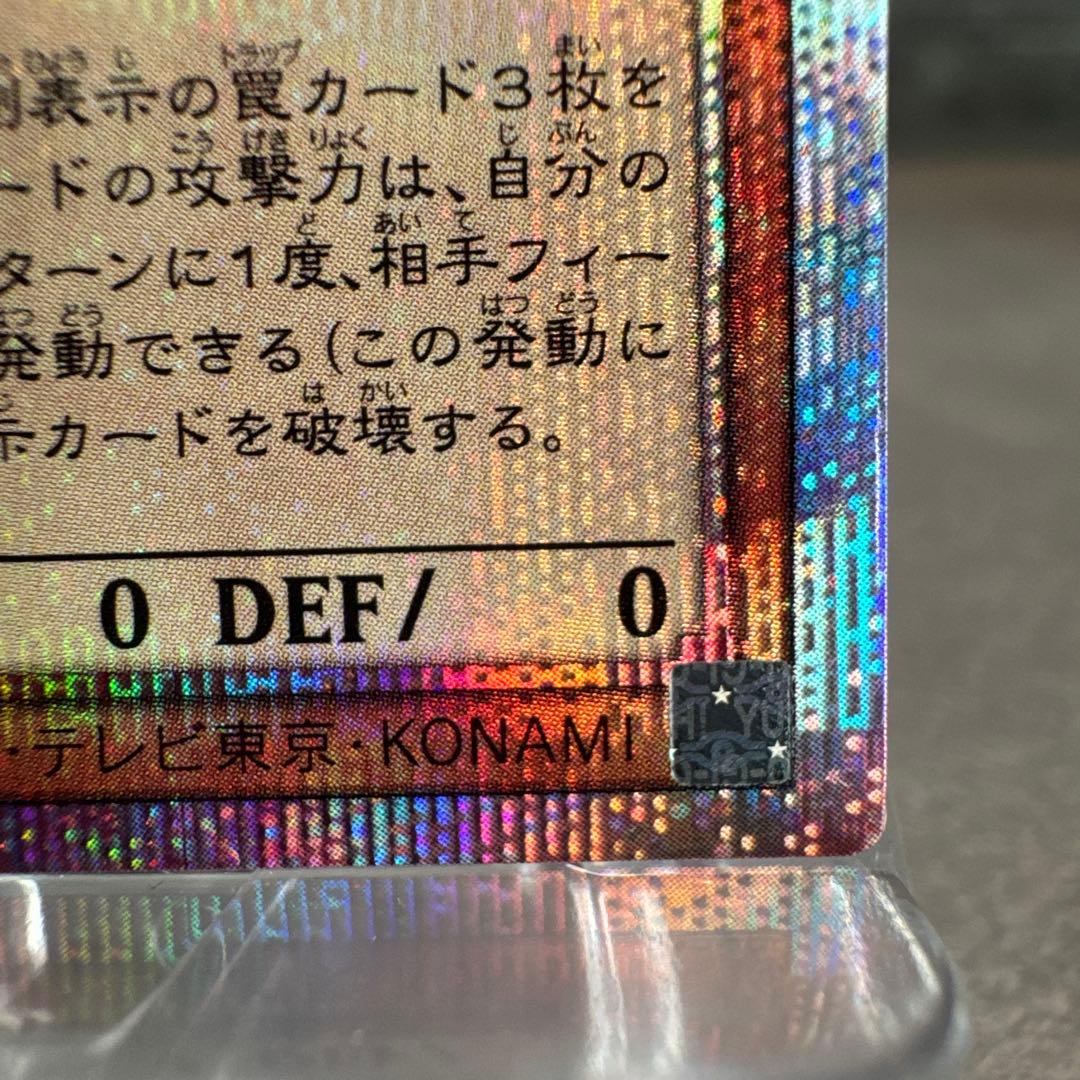 表示の罠カード3枚を
ードの攻撃力は、自分の
ターンに1度、相手フィー
発動できる(この発動に
示カードを破壊する。
0 DEF/ 0
・テレビ東京・KONAMI